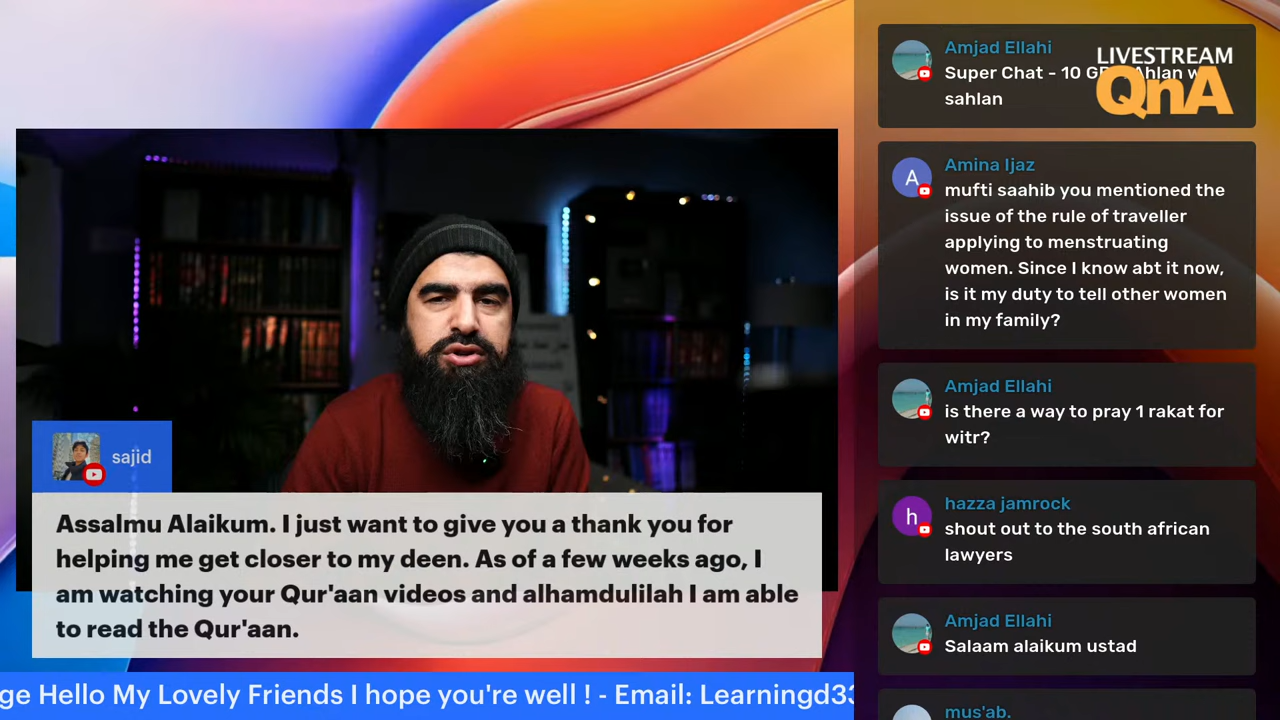 sajid
Assalmu Alaikum. I just want to give you a thank you for
helping me get closer to my deen. As of a few weeks ago, I
am watching your Qur'aan videos and alhamdulilah I am able
to read the Qur'aan.
ge Hello My Lovely Friends I hope you're well ! - Email: Learningd33
LIVESTREAM
QnA
Amjad Ellahi
Super Chat - 10 Ahlan w
sahlan
A
Amina Ijaz
mufti saahib you mentioned the
issue of the rule of traveller
applying to menstruating
women. Since I know abt it now,
is it my duty to tell other women
in my family?
Amjad Ellahi
is there a way to pray 1 rakat for
witr?
h
hazza jamrock
shout out to the south african
lawyers
Amjad Ellahi
Salaam alaikum ustad
mus'ab.